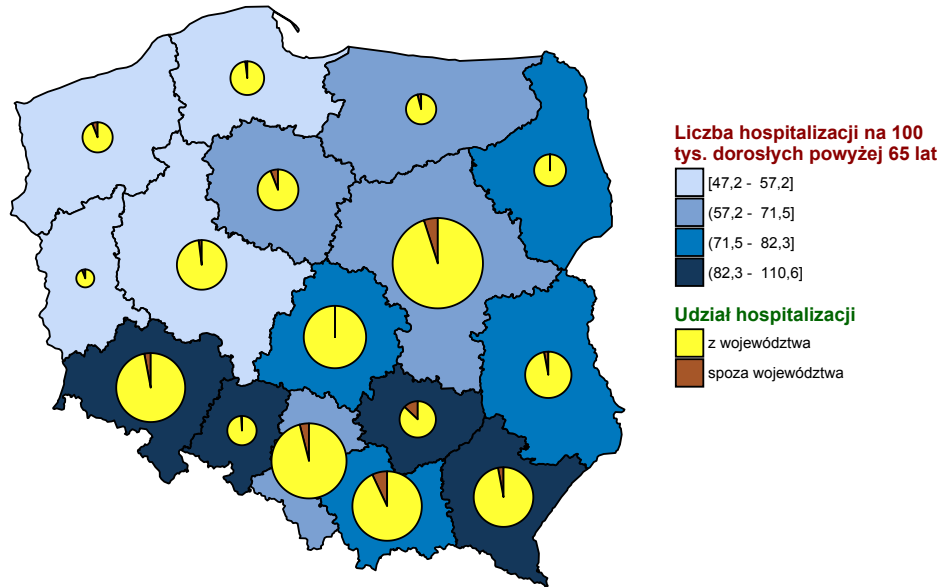 Liczba hospitalizacji na 100
tys. dorosłych powyżej 65 lat
[47,2 - 57,2]
(57,2 - 71,5]
(71,5 - 82,3]
(82,3 - 110,6]
Udział hospitalizacji
z województwa
spoza województwa